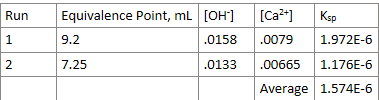 Run Equivalence Point, mL [OH⁻] [Ca²⁺] Kₛₚ
1 9.2 .0158 .0079 1.972E-6
2 7.25 .0133 .00665 1.176E-6
Average 1.574E-6